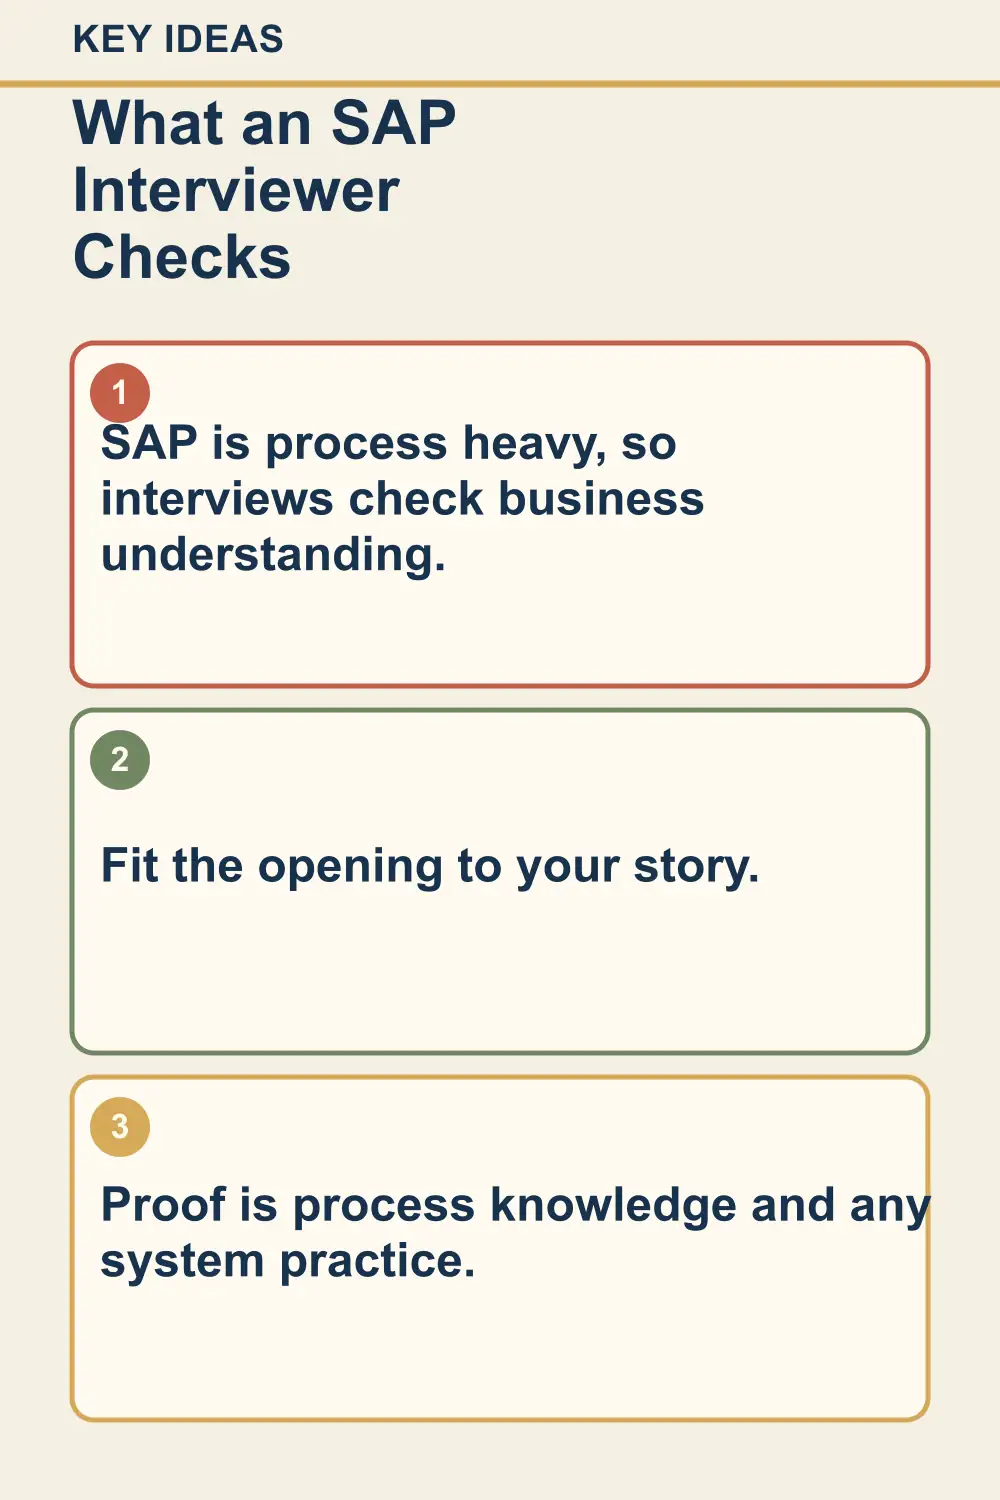 KEY IDEAS
What an SAP
Interviewer
Checks
1
SAP is process heavy, so
interviews check business
understanding.
2
Fit the opening to your story.
3
Proof is process knowledge and any
system practice.